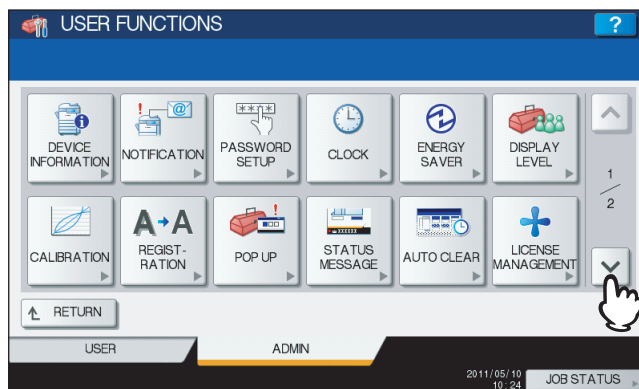 USER FUNCTIONS
?
DEVICE
INFORMATION
NOTIFICATION
PASSWORD
SETUP
CLOCK
ENERGY
SAVER
DISPLAY
LEVEL
1
2
CALIBRATION
A→A
REGIST-
RATION
POP UP
STATUS
MESSAGE
AUTO CLEAR
LICENSE
MANAGEMENT
RETURN
USER
ADMIN
2011/05/10
10:24
JOB STATUS